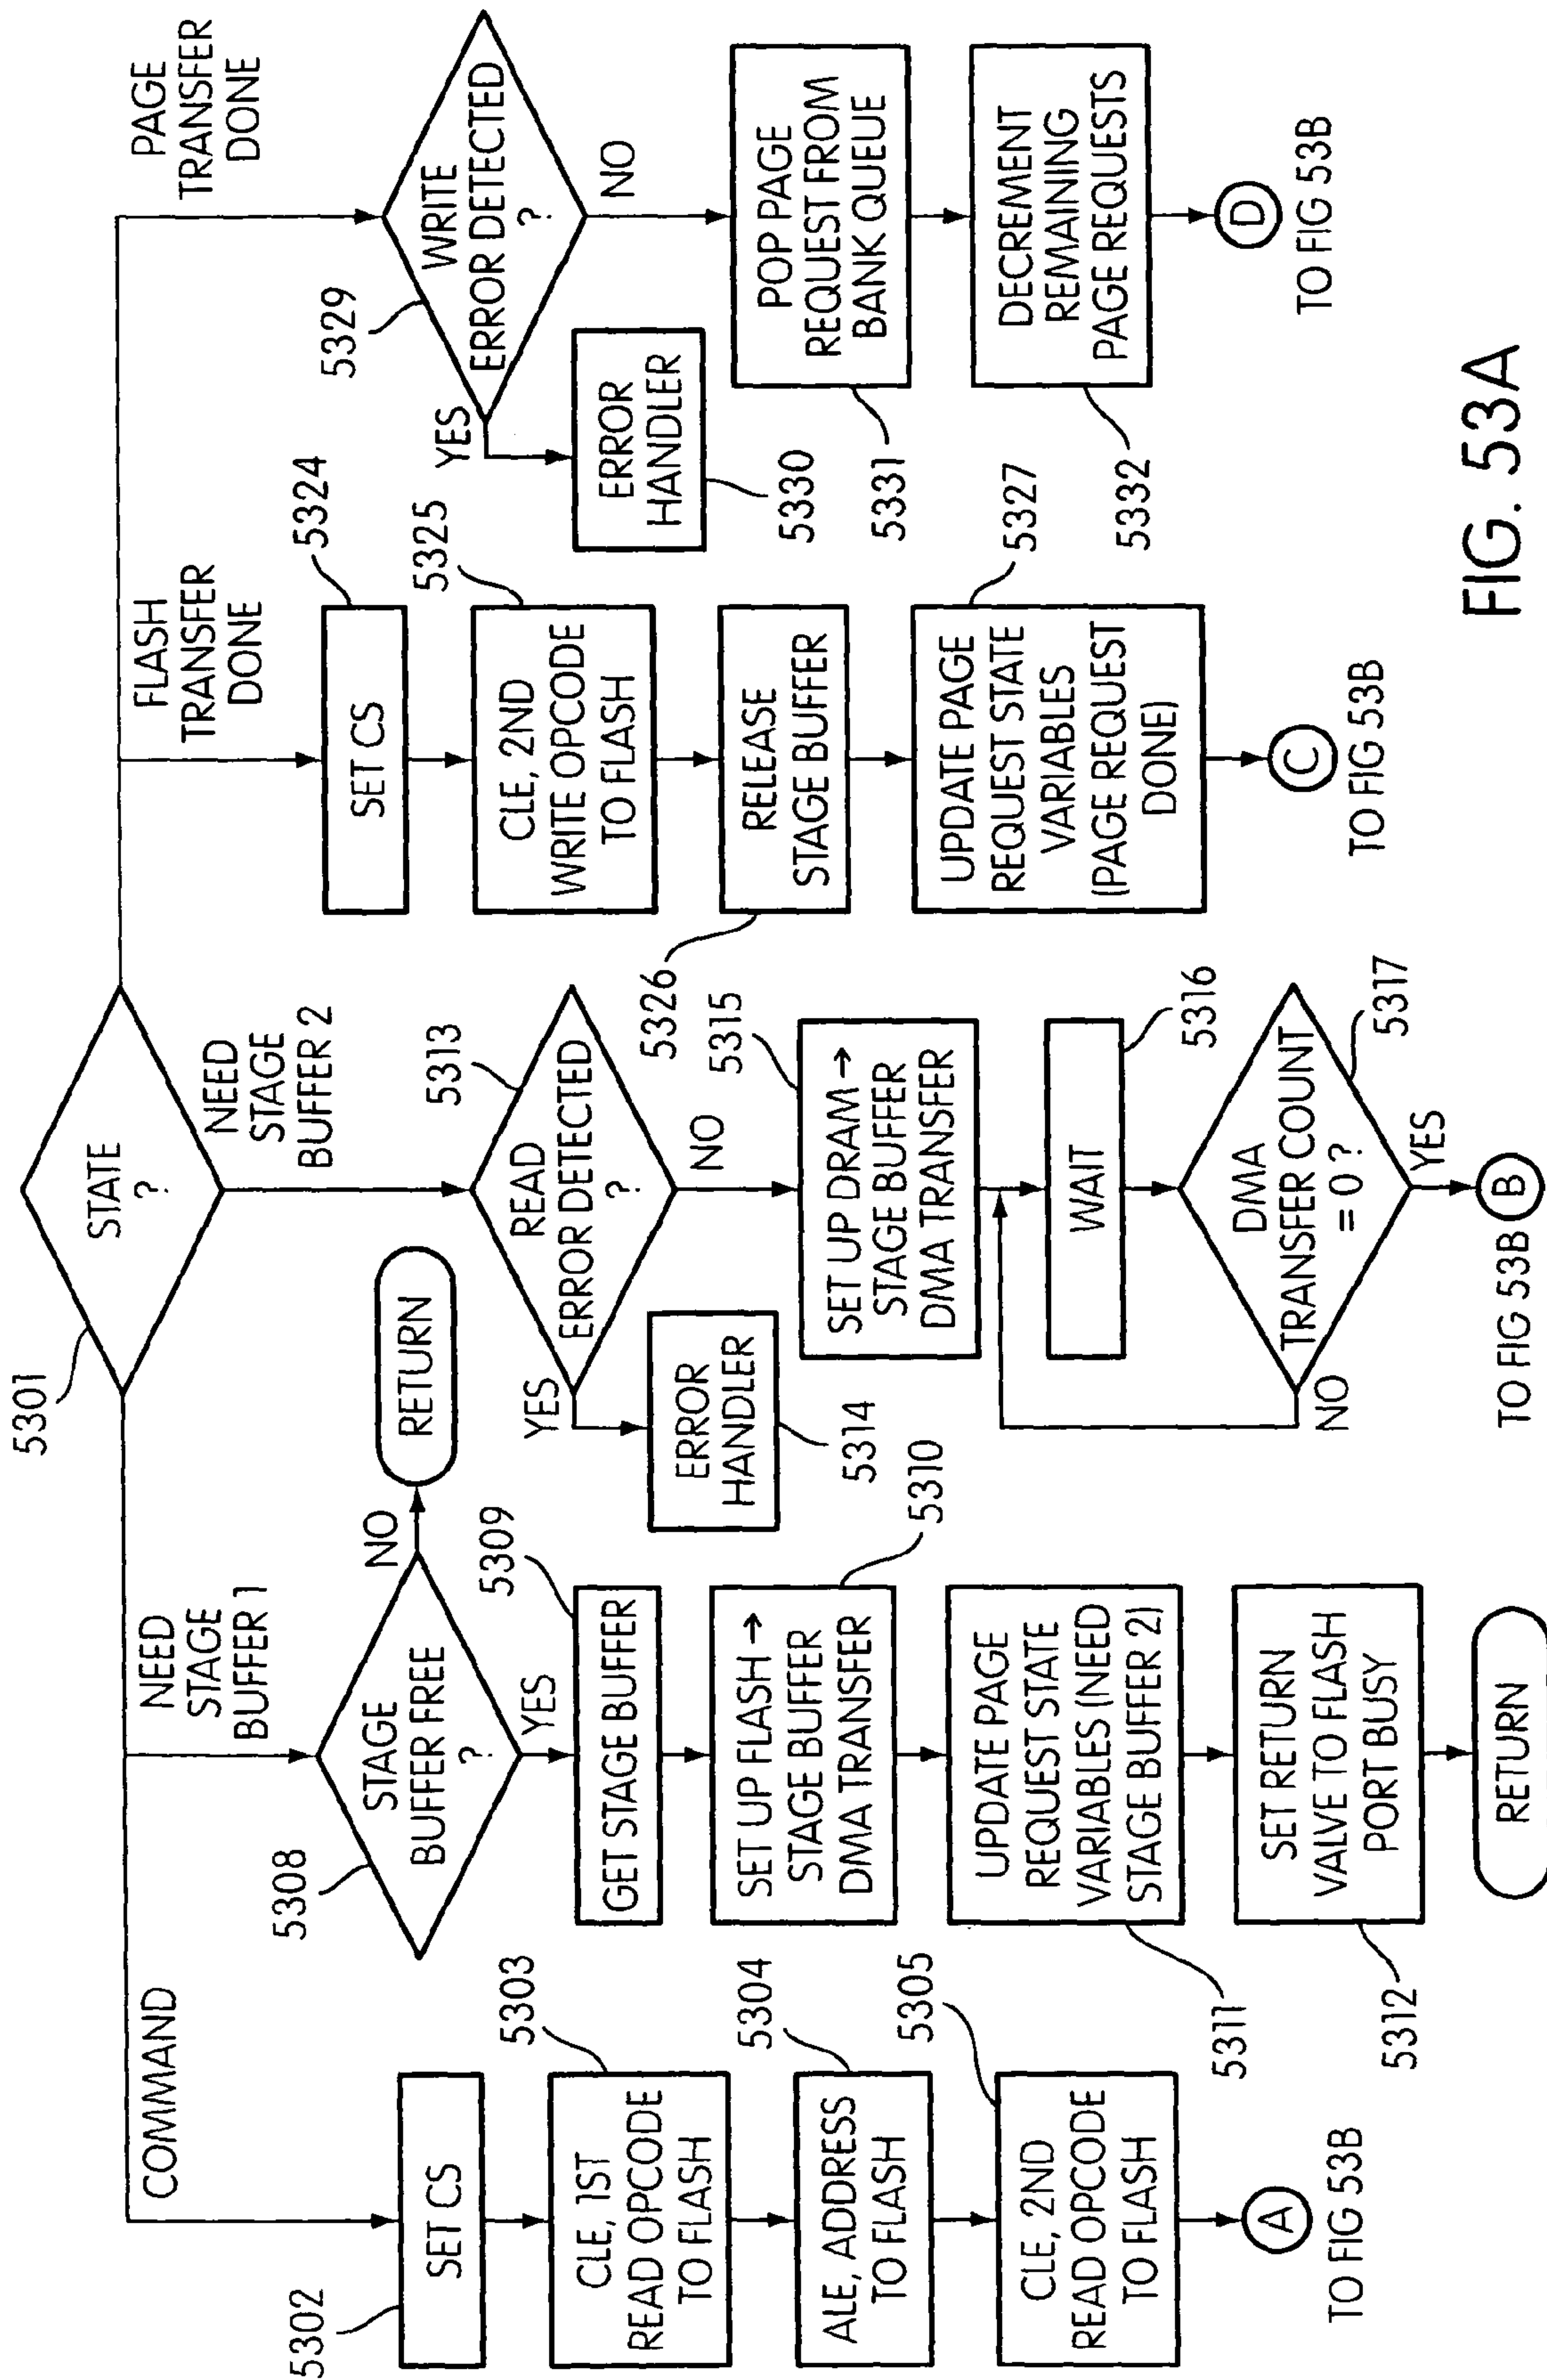 5301
STATE
?
COMMAND
NEED
STAGE
BUFFER 1
NEED
STAGE
BUFFER 2
FLASH
TRANSFER
DONE
PAGE
TRANSFER
DONE
5302
SET CS
5303
CLE, 1ST
READ OPCODE
TO FLASH
5304
ALE, ADDRESS
TO FLASH
5305
CLE, 2ND
READ OPCODE
TO FLASH
A
TO FIG 53B
5308
STAGE
BUFFER FREE
?
NO
RETURN
YES
5309
GET STAGE BUFFER
5310
SET UP FLASH →
STAGE BUFFER
DMA TRANSFER
5311
UPDATE PAGE
REQUEST STATE
VARIABLES (NEED
STAGE BUFFER 2)
5312
SET RETURN
VALVE TO FLASH
PORT BUSY
RETURN
5313
READ
ERROR DETECTED
?
YES
ERROR
HANDLER
5314
NO
5315
SET UP DRAM →
STAGE BUFFER
DMA TRANSFER
5316
WAIT
5317
DMA
TRANSFER COUNT
= 0 ?
NO
YES
TO FIG 53B
B
5324
SET CS
5325
CLE, 2ND
WRITE OPCODE
TO FLASH
5326
RELEASE
STAGE BUFFER
5327
UPDATE PAGE
REQUEST STATE
VARIABLES
(PAGE REQUEST
DONE)
C
TO FIG 53B
5329
WRITE
ERROR DETECTED
?
YES
ERROR
HANDLER
5330
NO
POP PAGE
REQUEST FROM
BANK QUEUE
5331
DECREMENT
REMAINING
PAGE REQUESTS
5332
D
TO FIG 53B
FIG. 53A